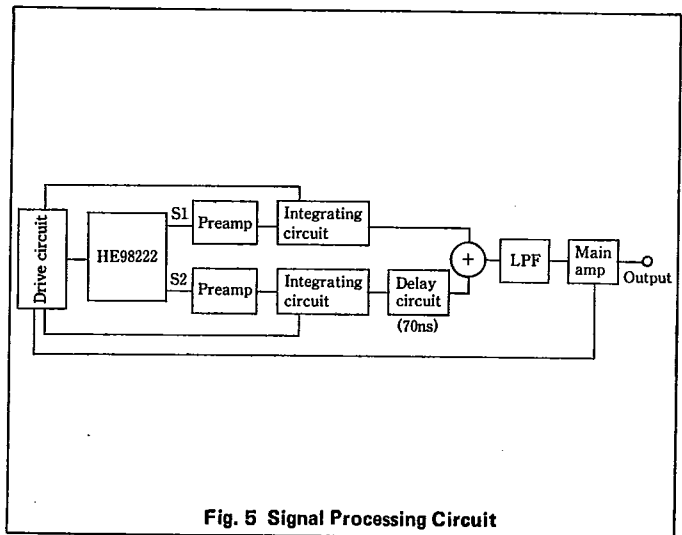 Drive circuit
HE98222
S1
Preamp
Integrating
circuit
S2
Preamp
Integrating
circuit
Delay
circuit
(70ns)
+
LPF
Main
amp
Output
Fig. 5 Signal Processing Circuit